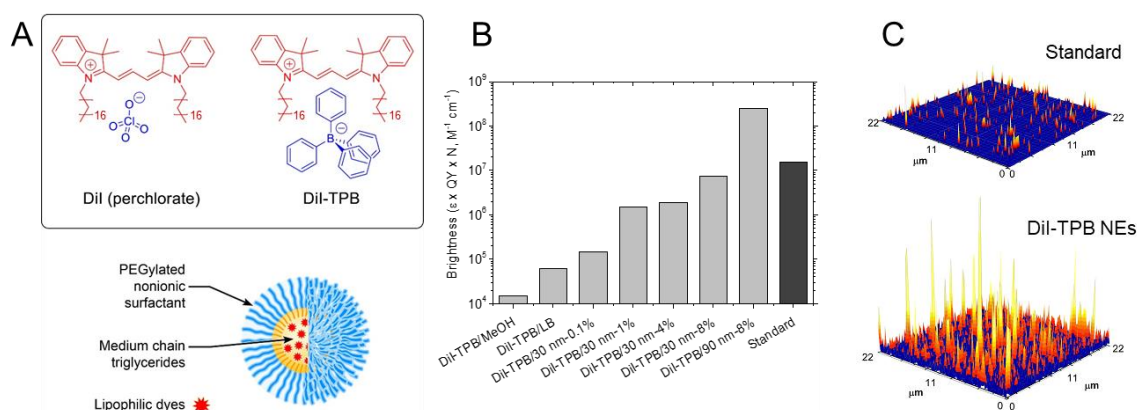 A
16
16
O
O
Cl
O
O
N
N
DiI (perchlorate)
16
16
B
N
N
DiI-TPB
PEGylated
nonionic
surfactant
Medium chain
triglycerides
Lipophilic dyes
B
Brightness (ε x QY x N, M⁻¹ cm⁻¹)
10⁹
10⁸
10⁷
10⁶
10⁵
10⁴
DiI-TPB/MeOH
DiI-TPB/LB
DiI-TPB/30 nm-0.1%
DiI-TPB/30 nm-1%
DiI-TPB/30 nm-4%
DiI-TPB/30 nm-8%
DiI-TPB/90 nm-8%
Standard
C
Standard
22
11
μm
0
0
μm
11
22
DiI-TPB NEs
22
11
μm
0
0
μm
11
22